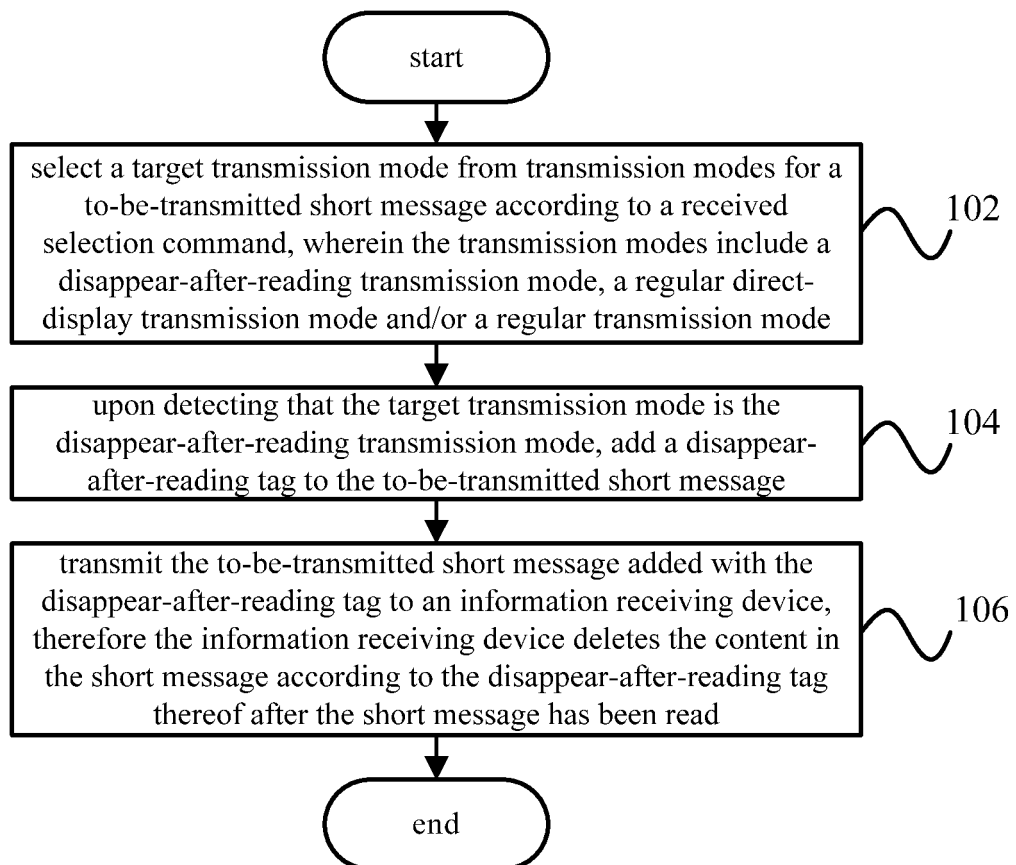 start
select a target transmission mode from transmission modes for a
to-be-transmitted short message according to a received
selection command, wherein the transmission modes include a
disappear-after-reading transmission mode, a regular direct-
display transmission mode and/or a regular transmission mode
102
upon detecting that the target transmission mode is the
disappear-after-reading transmission mode, add a disappear-
after-reading tag to the to-be-transmitted short message
104
transmit the to-be-transmitted short message added with the
disappear-after-reading tag to an information receiving device,
therefore the information receiving device deletes the content in
the short message according to the disappear-after-reading tag
thereof after the short message has been read
106
end